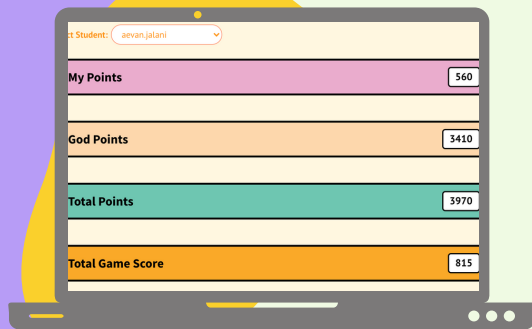 ct Student: aevan.jalani
My Points 560
God Points 3410
Total Points 3970
Total Game Score 815